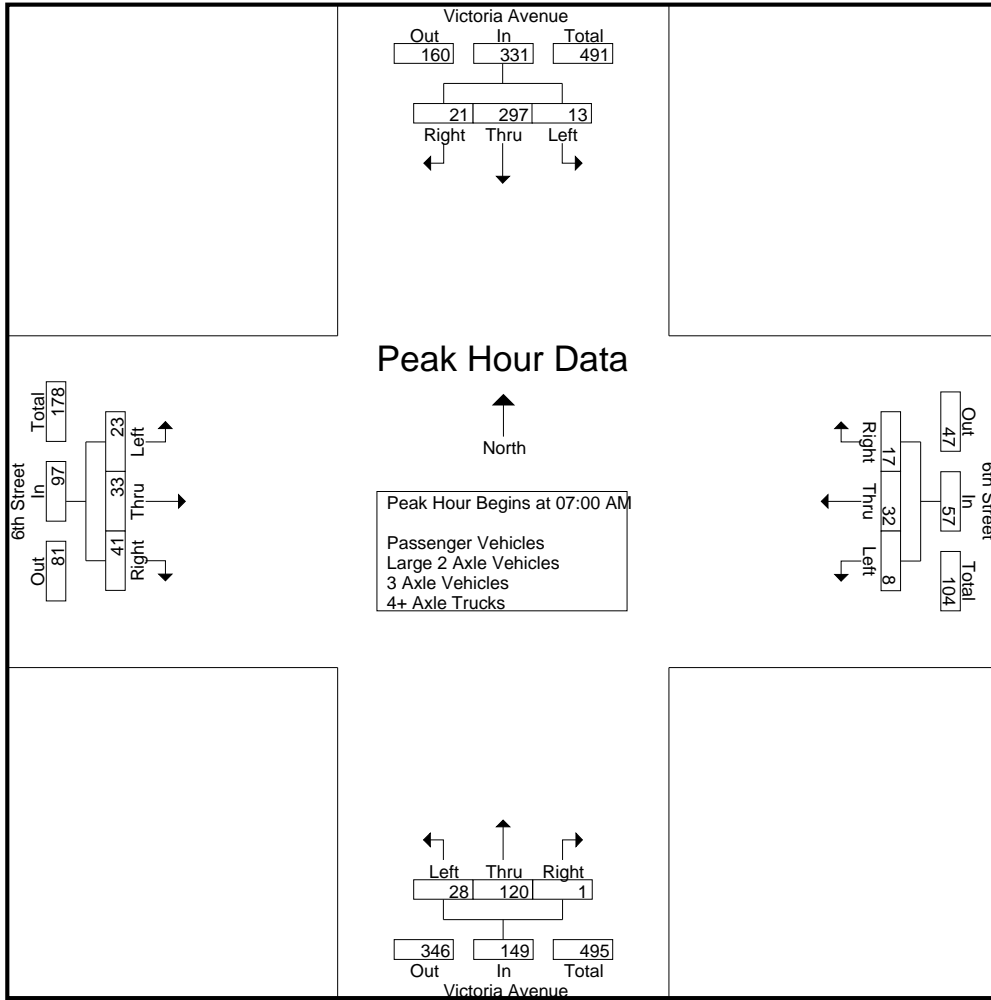 Victoria Avenue
Out In Total
160 331 491
21 297 13
Right Thru Left
Peak Hour Data
North
Peak Hour Begins at 07:00 AM
Passenger Vehicles
Large 2 Axle Vehicles
3 Axle Vehicles
4+ Axle Trucks
6th Street
Out In Total
81 97 178
23 33 41
Left Thru Right
6th Street
Out In Total
47 57 104
17 32 8
Right Thru Left
Left Thru Right
28 120 1
346 149 495
Out In Total
Victoria Avenue